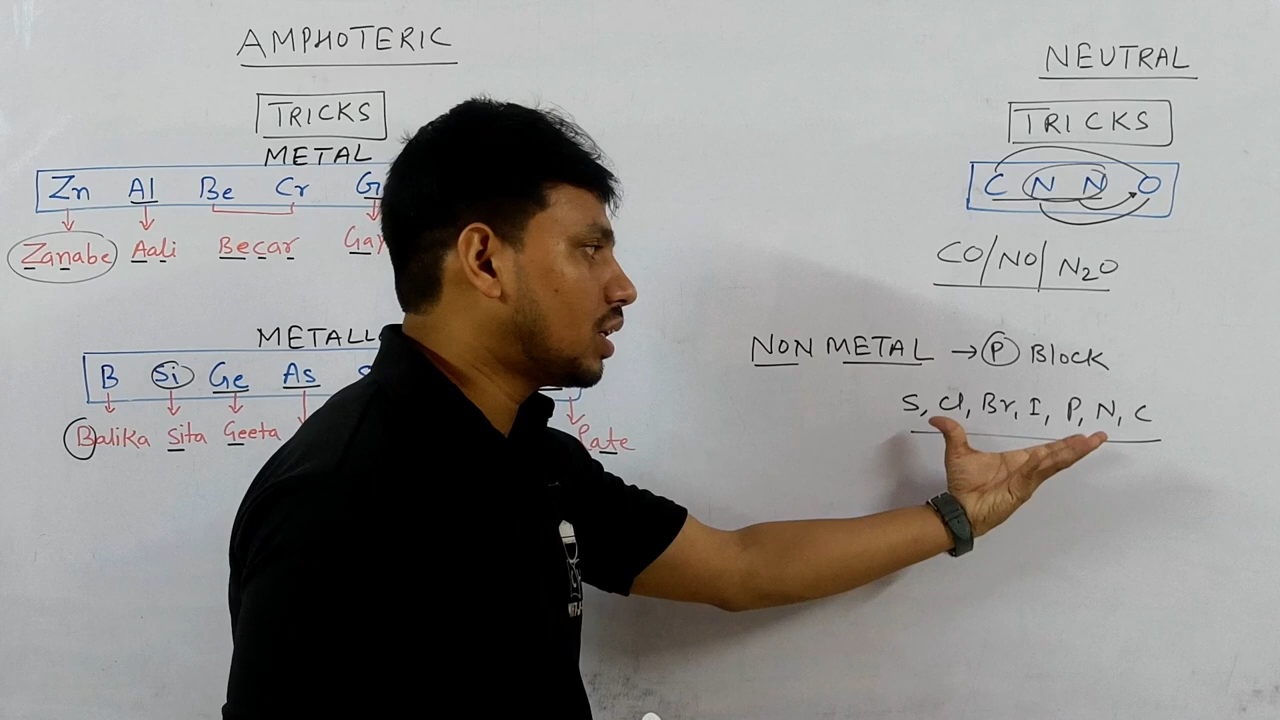 AMPHOTERIC
TRICKS
METAL
Zn Al Be Cr
Zanabe Aali Becar
B Si Ge As
Balika Sita Geeta
NEUTRAL
TRICKS
C N N O
CO/NO/N₂O
NON METAL → P BLOCK
S, Cl, Br, I, P, N, C